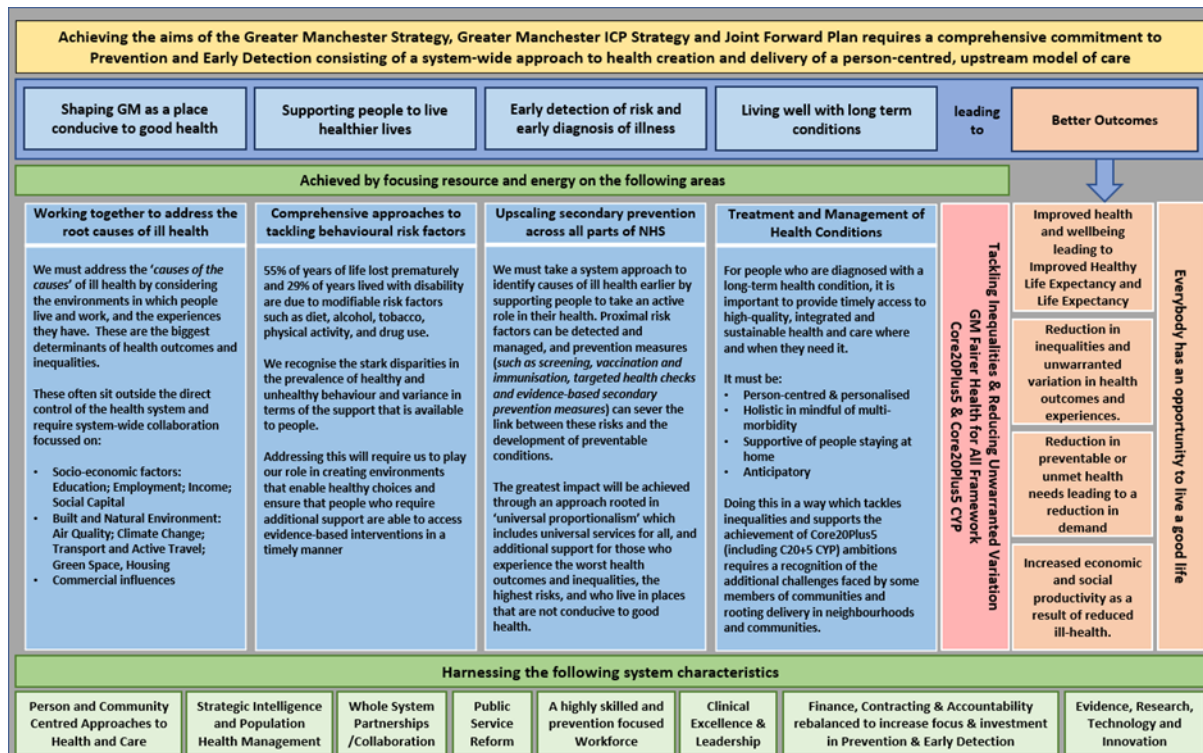 Achieving the aims of the Greater Manchester Strategy, Greater Manchester ICP Strategy and Joint Forward Plan requires a comprehensive commitment to
Prevention and Early Detection consisting of a system-wide approach to health creation and delivery of a person-centred, upstream model of care
Shaping GM as a place
conducive to good health
Supporting people to live
healthier lives
Early detection of risk and
early diagnosis of illness
Living well with long term
conditions
leading
to
Better Outcomes
Achieved by focusing resource and energy on the following areas
Working together to address the
root causes of ill health
We must address the 'causes of the
causes' of ill health by considering
the environments in which people
live and work, and the experiences
they have. These are the biggest
determinants of health outcomes and
inequalities.
These often sit outside the direct
control of the health system and
require system-wide collaboration
focussed on:
• Socio-economic factors:
Education; Employment; Income;
Social Capital
• Built and Natural Environment:
Air Quality; Climate Change;
Transport and Active Travel;
Green Space, Housing
• Commercial influences
Comprehensive approaches to
tackling behavioural risk factors
55% of years of life lost prematurely
and 29% of years lived with disability
are due to modifiable risk factors
such as diet, alcohol, tobacco,
physical activity, and drug use.
We recognise the stark disparities in
the prevalence of healthy and
unhealthy behaviour and variance in
terms of the support that is available
to people.
Addressing this will require us to play
our role in creating environments
that enable healthy choices and
ensure that people who require
additional support are able to access
evidence-based interventions in a
timely manner
Upscaling secondary prevention
across all parts of NHS
We must take a system approach to
identify causes of ill health earlier by
supporting people to take an active
role in their health. Proximal risk
factors can be detected and
managed, and prevention measures
(such as screening, vaccination and
immunisation, targeted health checks
and evidence-based secondary
prevention measures) can sever the
link between these risks and the
development of preventable
conditions.
The greatest impact will be achieved
through an approach rooted in
'universal proportionalism' which
includes universal services for all, and
additional support for those who
experience the worst health
outcomes and inequalities, the
highest risks, and who live in places
that are not conducive to good
health.
Treatment and Management of
Health Conditions
For people who are diagnosed with a
long-term health condition, it is
important to provide timely access to
high-quality, integrated and
sustainable health and care where
and when they need it.
It must be:
• Person-centred & personalised
• Holistic in mindful of multi-
morbidity
• Supportive of people staying at
home
• Anticipatory
Doing this in a way which tackles
inequalities and supports the
achievement of Core20Plus5
(including C20+5 CYP) ambitions
requires a recognition of the
additional challenges faced by some
members of communities and
rooting delivery in neighbourhoods
and communities.
Tackling Inequalities & Reducing Unwarranted Variation
GM Fairer Health for All Framework
Core20Plus5 & Core20Plus5 CYP
Improved health
and wellbeing
leading to
Improved Healthy
Life Expectancy and
Life Expectancy
Reduction in
inequalities and
unwarranted
variation in health
outcomes and
experiences.
Reduction in
preventable or
unmet health
needs leading to a
reduction in
demand
Increased economic
and social
productivity as a
result of reduced
ill-health.
Everybody has an opportunity to live a good life
Harnessing the following system characteristics
Person and Community
Centred Approaches to
Health and Care
Strategic Intelligence
and Population
Health Management
Whole System
Partnerships
/Collaboration
Public
Service
Reform
A highly skilled and
prevention focused
Workforce
Clinical
Excellence &
Leadership
Finance, Contracting & Accountability
rebalanced to increase focus & investment
in Prevention & Early Detection
Evidence, Research,
Technology and
Innovation